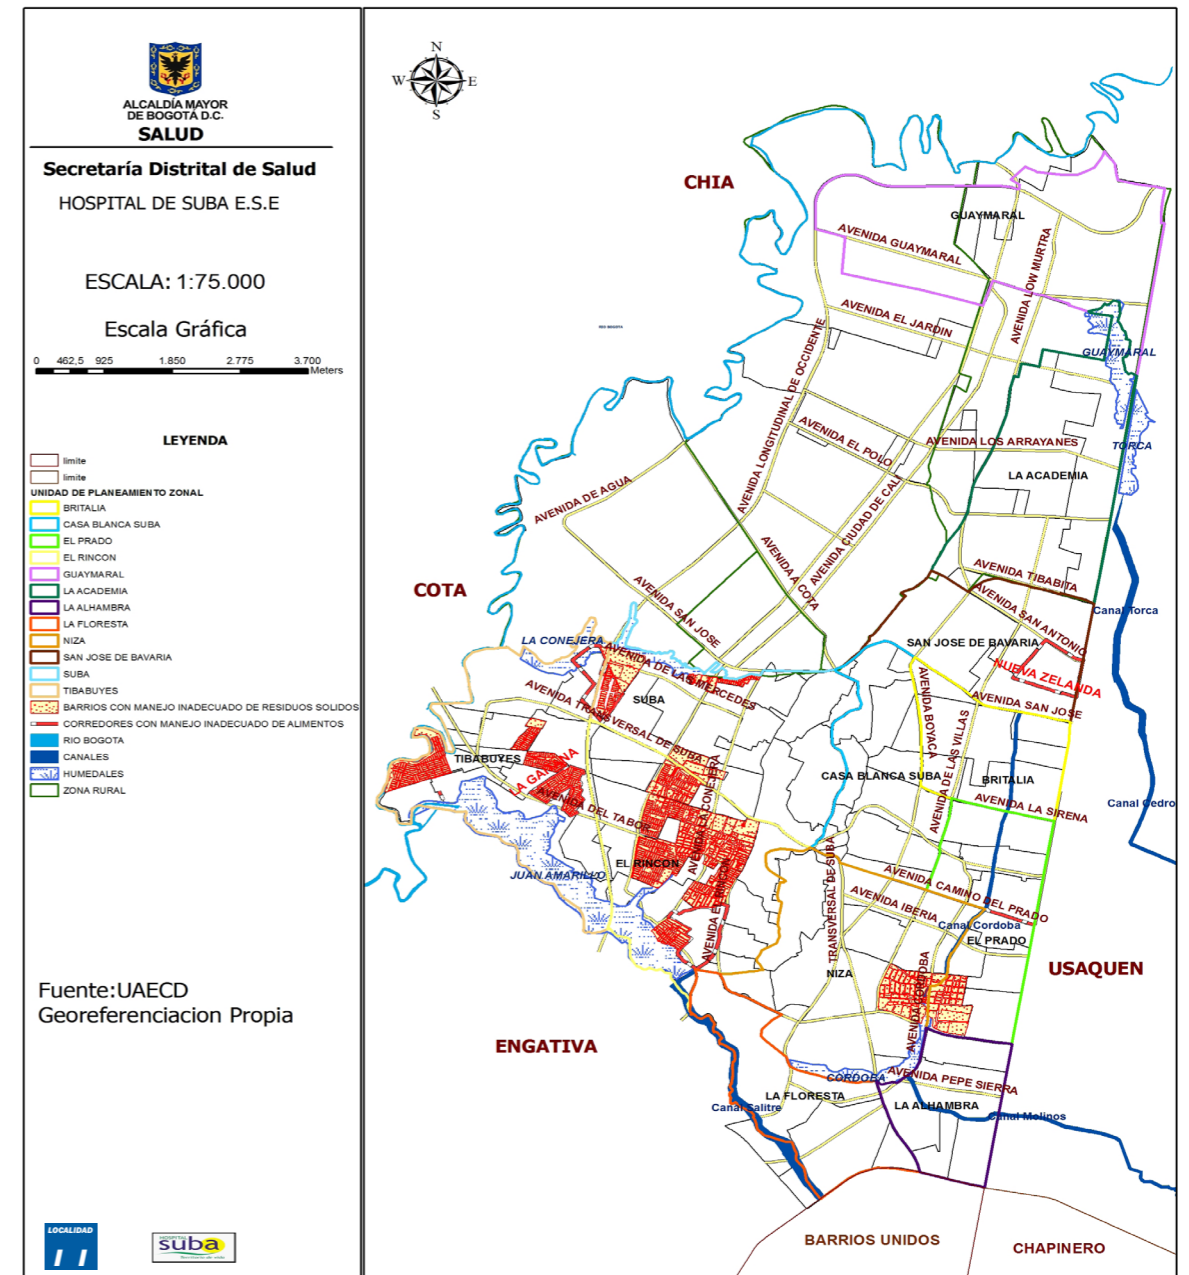 ALCALDÍA MAYOR
DE BOGOTÁ D.C.
SALUD
Secretaría Distrital de Salud
HOSPITAL DE SUBA E.S.E
ESCALA: 1:75.000
Escala Gráfica
0 462,5 925 1.850 2.775 3.700
Meters
LEYENDA
limite
limite
UNIDAD DE PLANEAMIENTO ZONAL
BRITALIA
CASA BLANCA SUBA
EL PRADO
EL RINCON
GUAYMARAL
LA ACADEMIA
LA ALHAMBRA
LA FLORESTA
NIZA
SAN JOSE DE BAVARIA
SUBA
TIBABUYES
BARRIOS CON MANEJO INADECUADO DE RESIDUOS SOLIDOS
CORREDORES CON MANEJO INADECUADO DE ALIMENTOS
RIO BOGOTA
CANALES
HUMEDALES
ZONA RURAL
Fuente:UAECD
Georeferenciacion Propia
LOCALIDAD
11
HOSPITAL
suba
N
W E
S
CHIA
GUAYMARAL
AVENIDA GUAYMARAL
AVENIDA LOW MURTRA
AVENIDA EL JARDIN
RIO BOGOTA
GUAYMARAL
AVENIDA LONGITUDINAL DE OCCIDENTE
AVENIDA EL POLO
AVENIDA LOS ARRAYANES
TORCA
LA ACADEMIA
AVENIDA DE AGUA
AVENIDA CIUDAD DE CALI
AVENIDA A COTA
AVENIDA TIBABITA
COTA
AVENIDA SAN JOSE
AVENIDA SAN ANTONIO
Canal Torca
LA CONEJERA
SAN JOSE DE BAVARIA
AVENIDA DE LAS MERCEDES
NUEVA ZELANDA
SUBA
AVENIDA TRANSVERSAL DE SUBA
AVENIDA BOYACA
AVENIDA SAN JOSE
AVENIDA DE LAS VILLAS
TIBABUYES
LA GAITANA
CASA BLANCA SUBA
BRITALIA
AVENIDA LA CONEJERA
AVENIDA DEL TABOR
AVENIDA LA SIRENA
Canal Cedro
EL RINCON
JUAN AMARILLO
AVENIDA EL RINCON
TRANSVERSAL DE SUBA
AVENIDA CAMINO DEL PRADO
AVENIDA IBERIA
Canal Cordoba
EL PRADO
NIZA
USAQUEN
AVENIDA CORDOBA
ENGATIVA
CORDOBA
AVENIDA PEPE SIERRA
LA FLORESTA
LA ALHAMBRA
Canal Salitre
Canal Molinos
BARRIOS UNIDOS
CHAPINERO